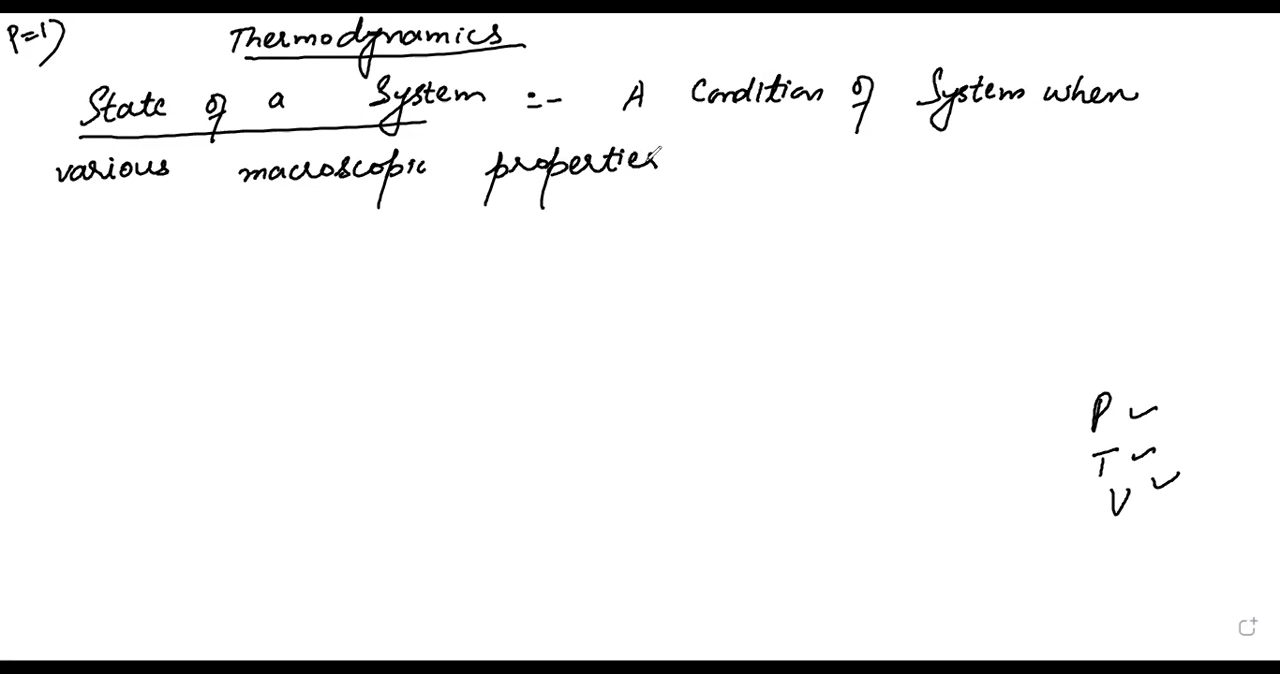 P=1)
Thermodynamics
State of a System :- A Condition of System when
various macroscopic properties
P ✓
T ✓
V ✓